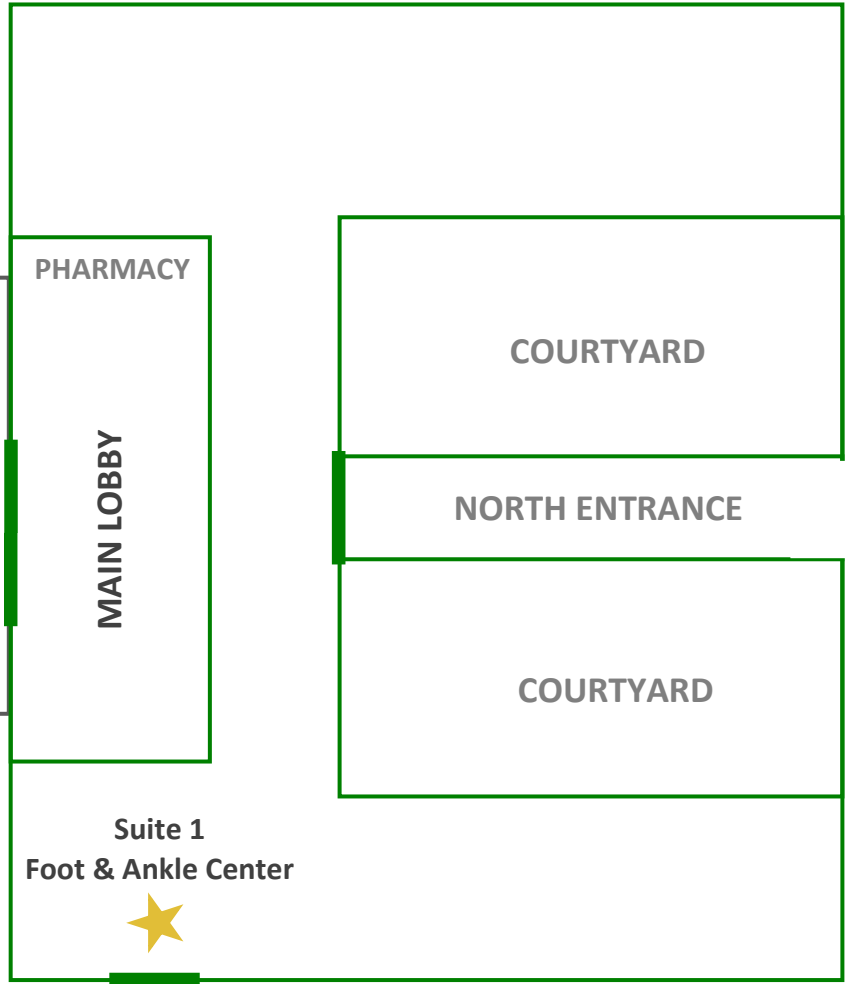 PHARMACY
COURTYARD
MAIN LOBBY
NORTH ENTRANCE
COURTYARD
Suite 1
Foot & Ankle Center